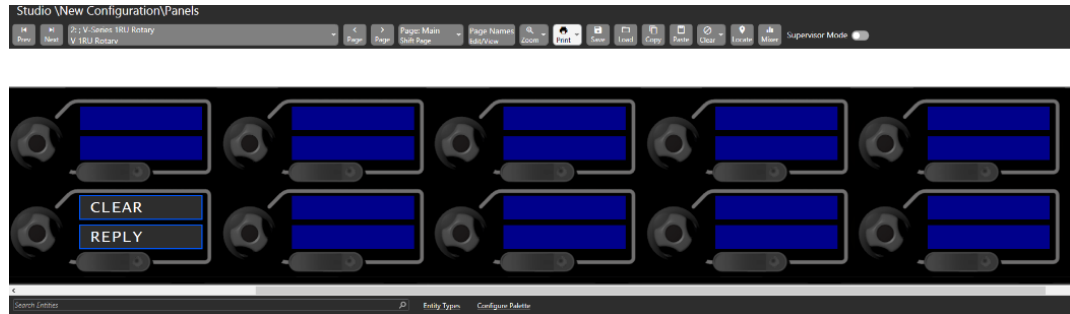 Studio \New Configuration\Panels
Prev Next 2: ; V-Series 1RU Rotary
V 1RU Rotary
Page Page Page: Main
Shift Page
Page Names
Edit/View
Zoom Print Save Load Copy Paste Clear Locate Mixer Supervisor Mode
CLEAR
REPLY
Search Entities Entity Types Configure Palette